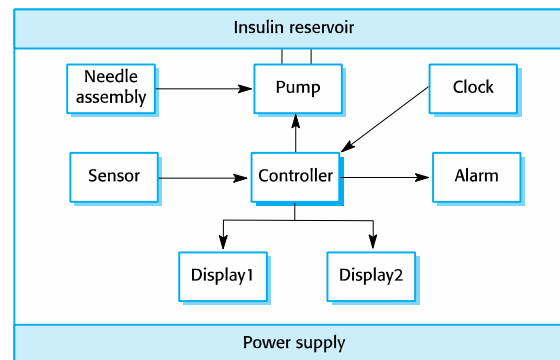 Insulin reservoir
Needle
assembly
Pump
Clock
Sensor
Controller
Alarm
Display1
Display2
Power supply